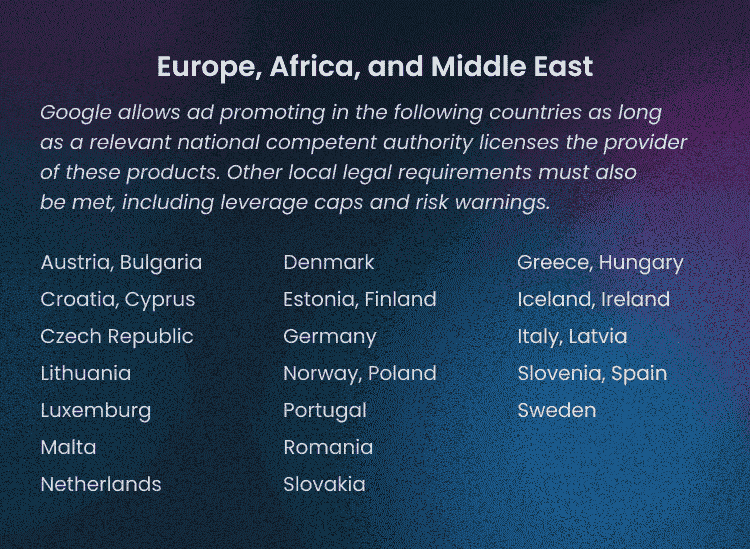 Europe, Africa, and Middle East
Google allows ad promoting in the following countries as long
as a relevant national competent authority licenses the provider
of these products. Other local legal requirements must also
be met, including leverage caps and risk warnings.
Austria, Bulgaria
Croatia, Cyprus
Czech Republic
Lithuania
Luxemburg
Malta
Netherlands
Denmark
Estonia, Finland
Germany
Norway, Poland
Portugal
Romania
Slovakia
Greece, Hungary
Iceland, Ireland
Italy, Latvia
Slovenia, Spain
Sweden